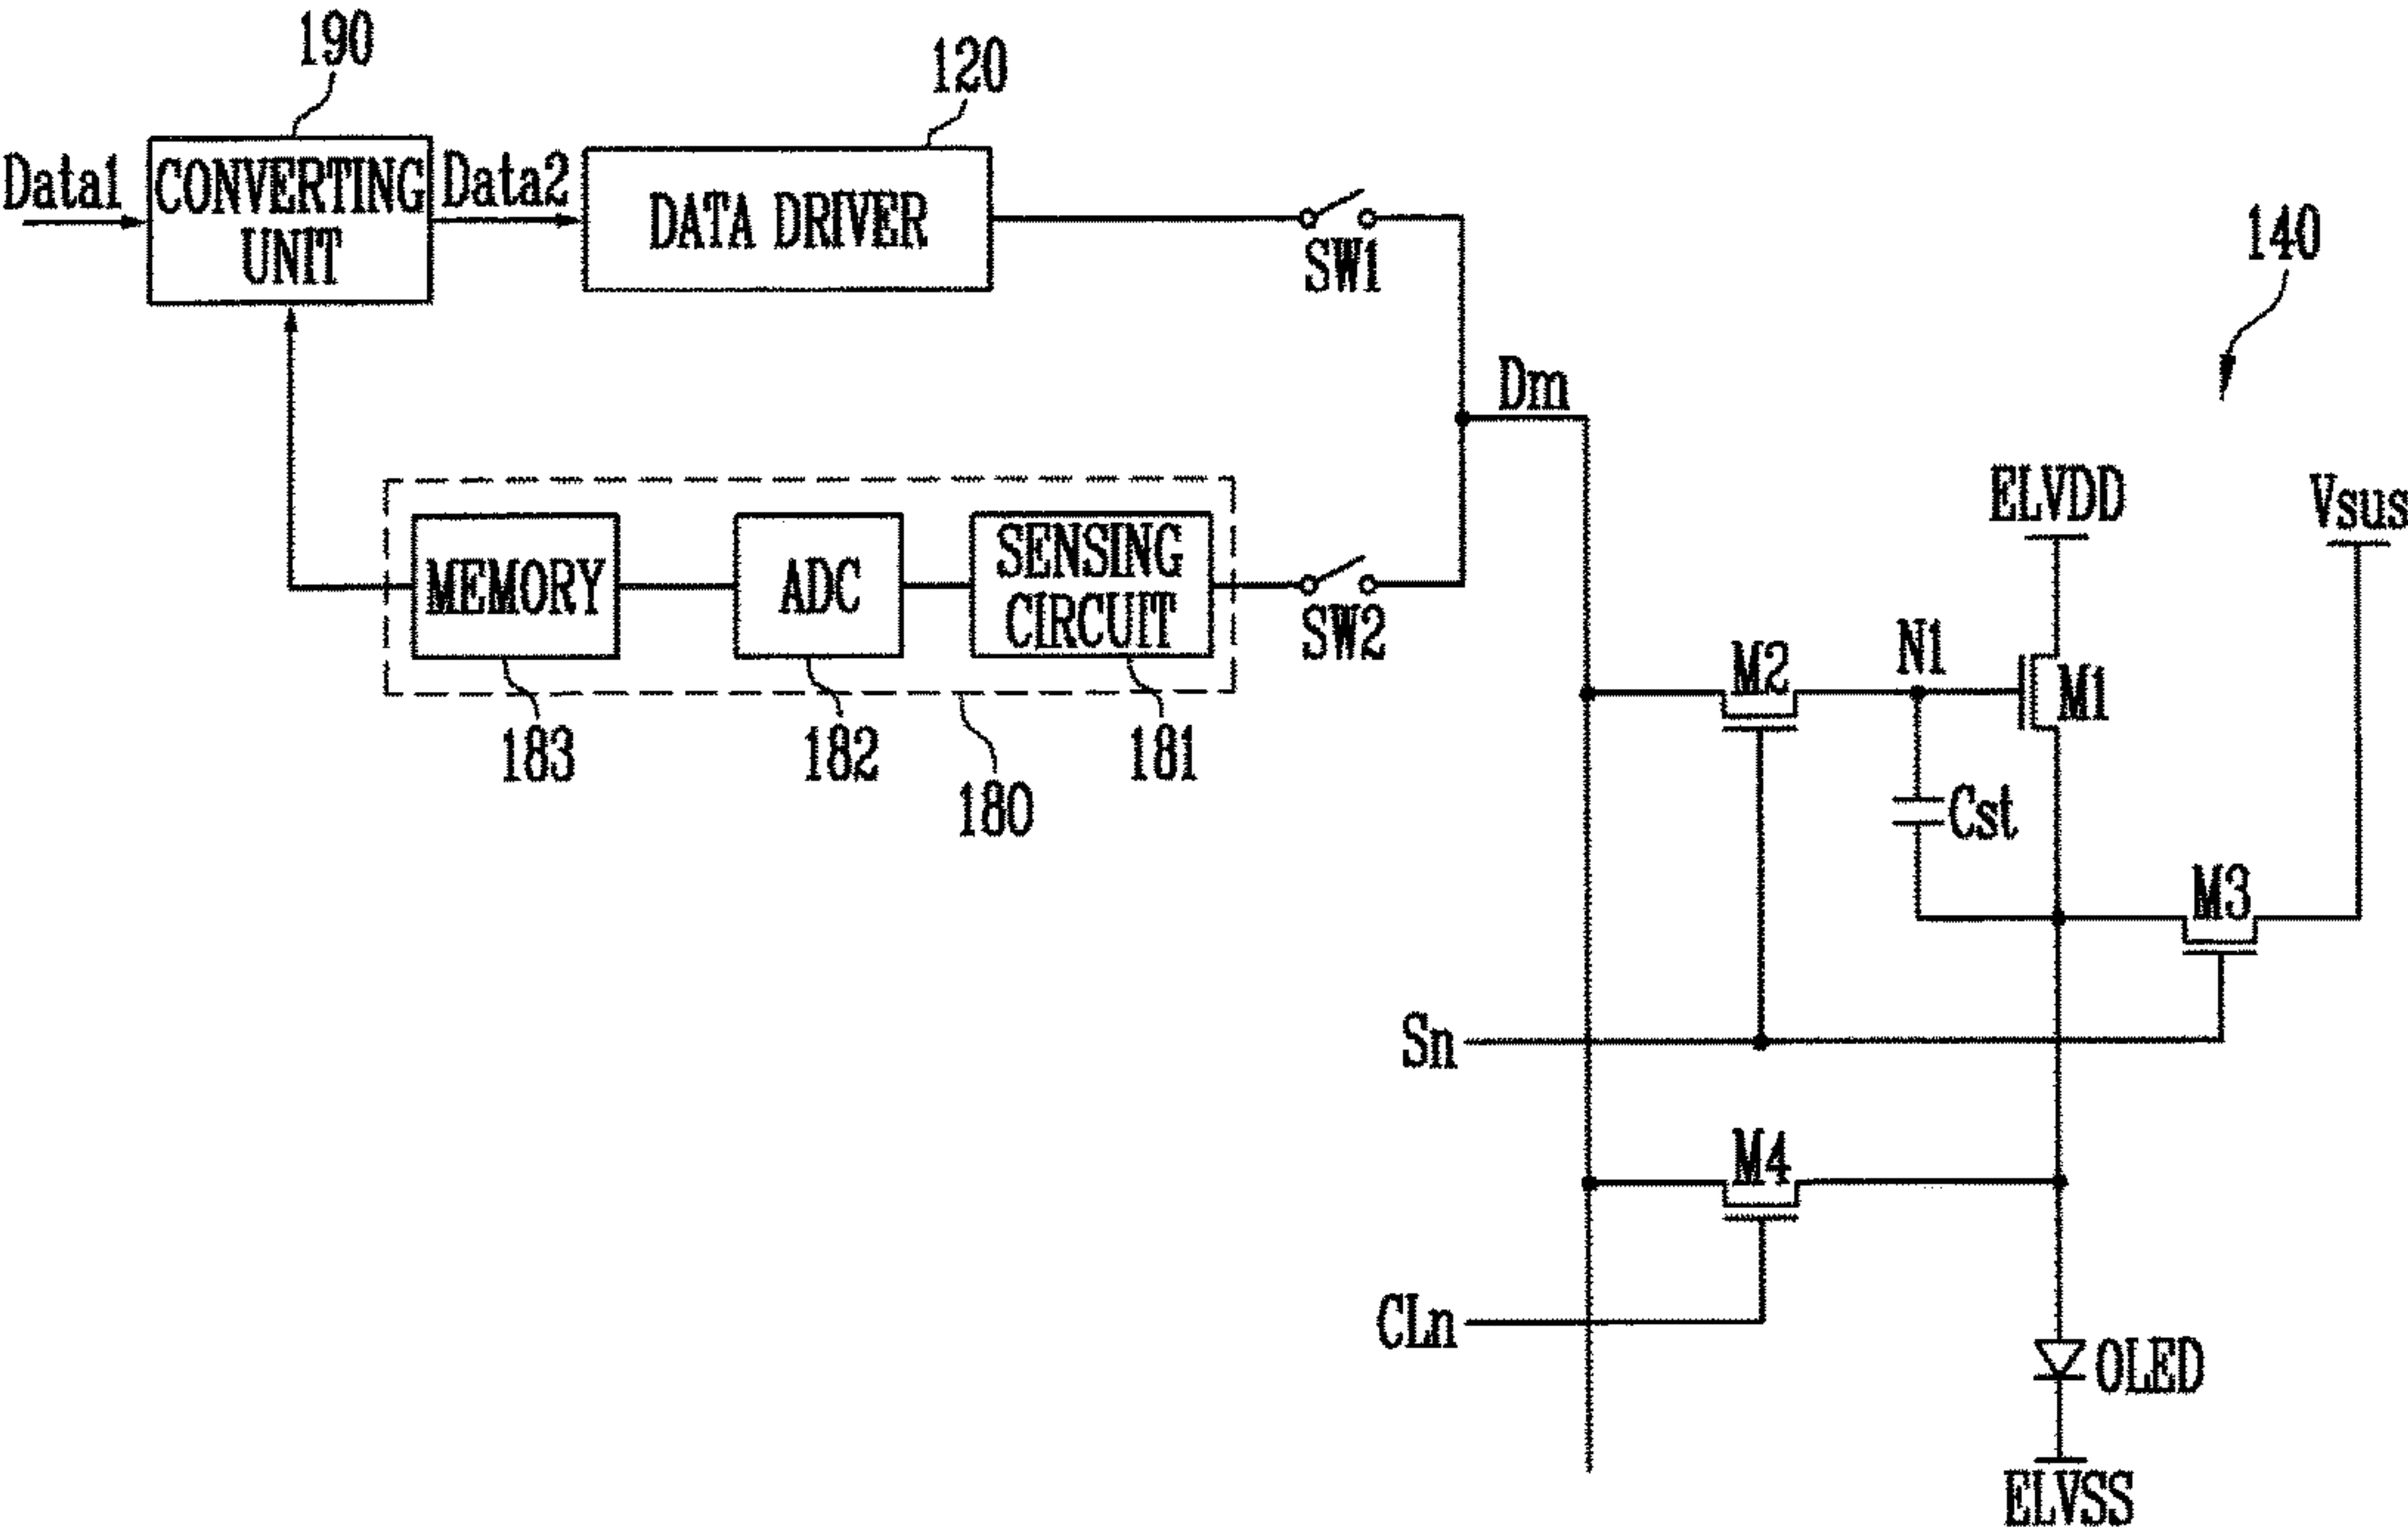 190
120
Data1
CONVERTING
UNIT
Data2
DATA DRIVER
SW1
140
Dm
ELVDD
Vsus
MEMORY
ADC
SENSING
CIRCUIT
SW2
M2
N1
M1
183
182
181
180
Cst
M3
Sn
M4
CLn
OLED
ELVSS